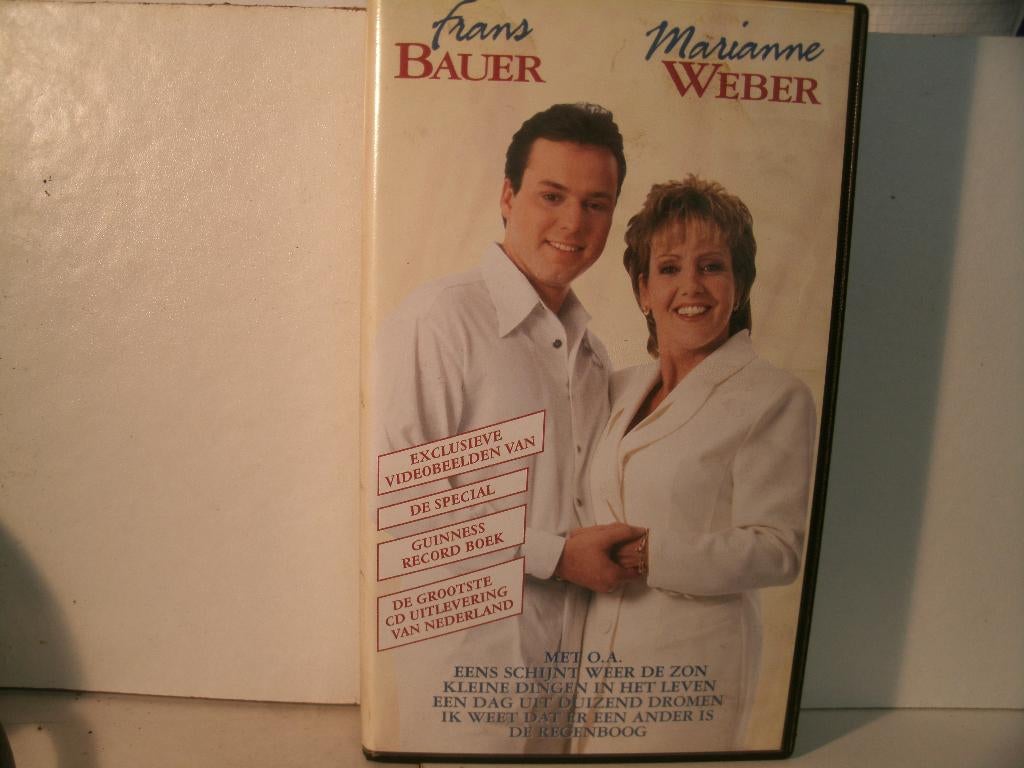 Frans Marianne
BAUER WEBER
EXCLUSIEVE
VIDEOBEELDEN VAN
DE SPECIAL
GUINNESS
RECORD BOEK
DE GROOTSTE
CD UITLEVERING
VAN NEDERLAND
MET O.A.
EENS SCHIJNT WEER DE ZON
KLEINE DINGEN IN HET LEVEN
EEN DAG UIT DUIZEND DROMEN
IK WEET DAT ER EEN ANDER IS
DE REGENBOOG